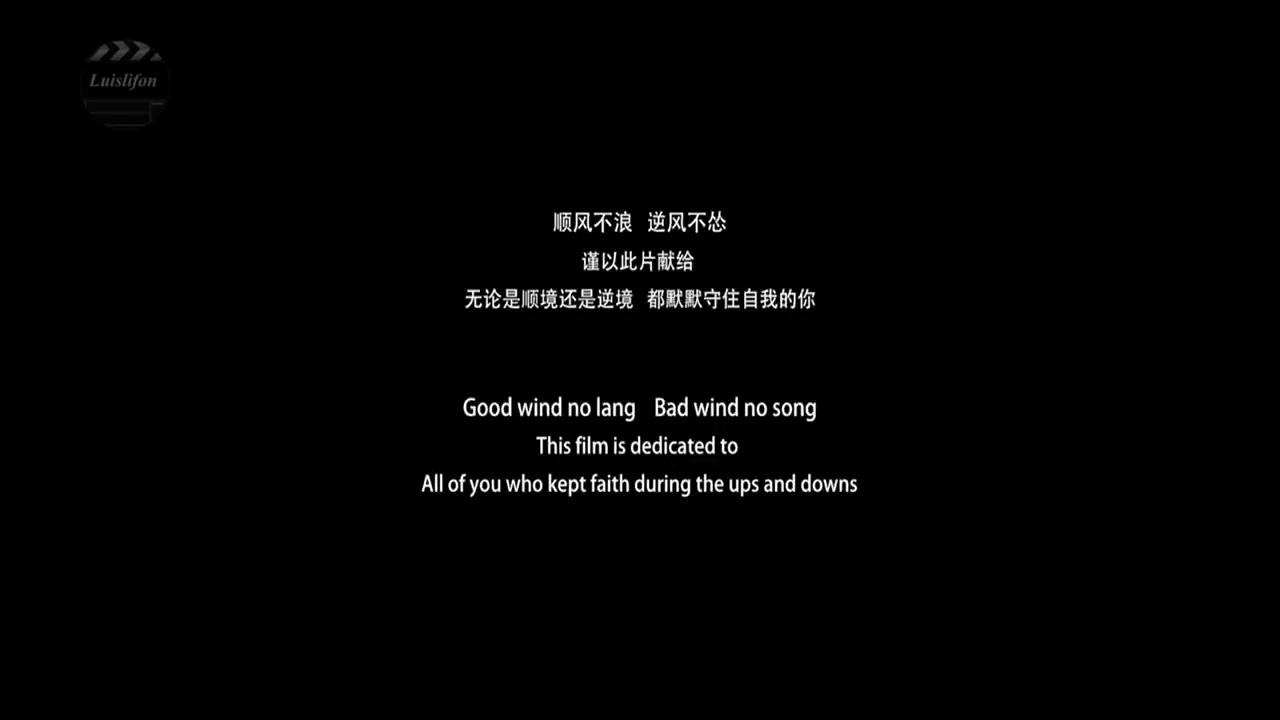 Luislifon
顺风不浪 逆风不怂
谨以此片献给
无论是顺境还是逆境 都默默守住自我的你
Good wind no lang Bad wind no song
This film is dedicated to
All of you who kept faith during the ups and downs